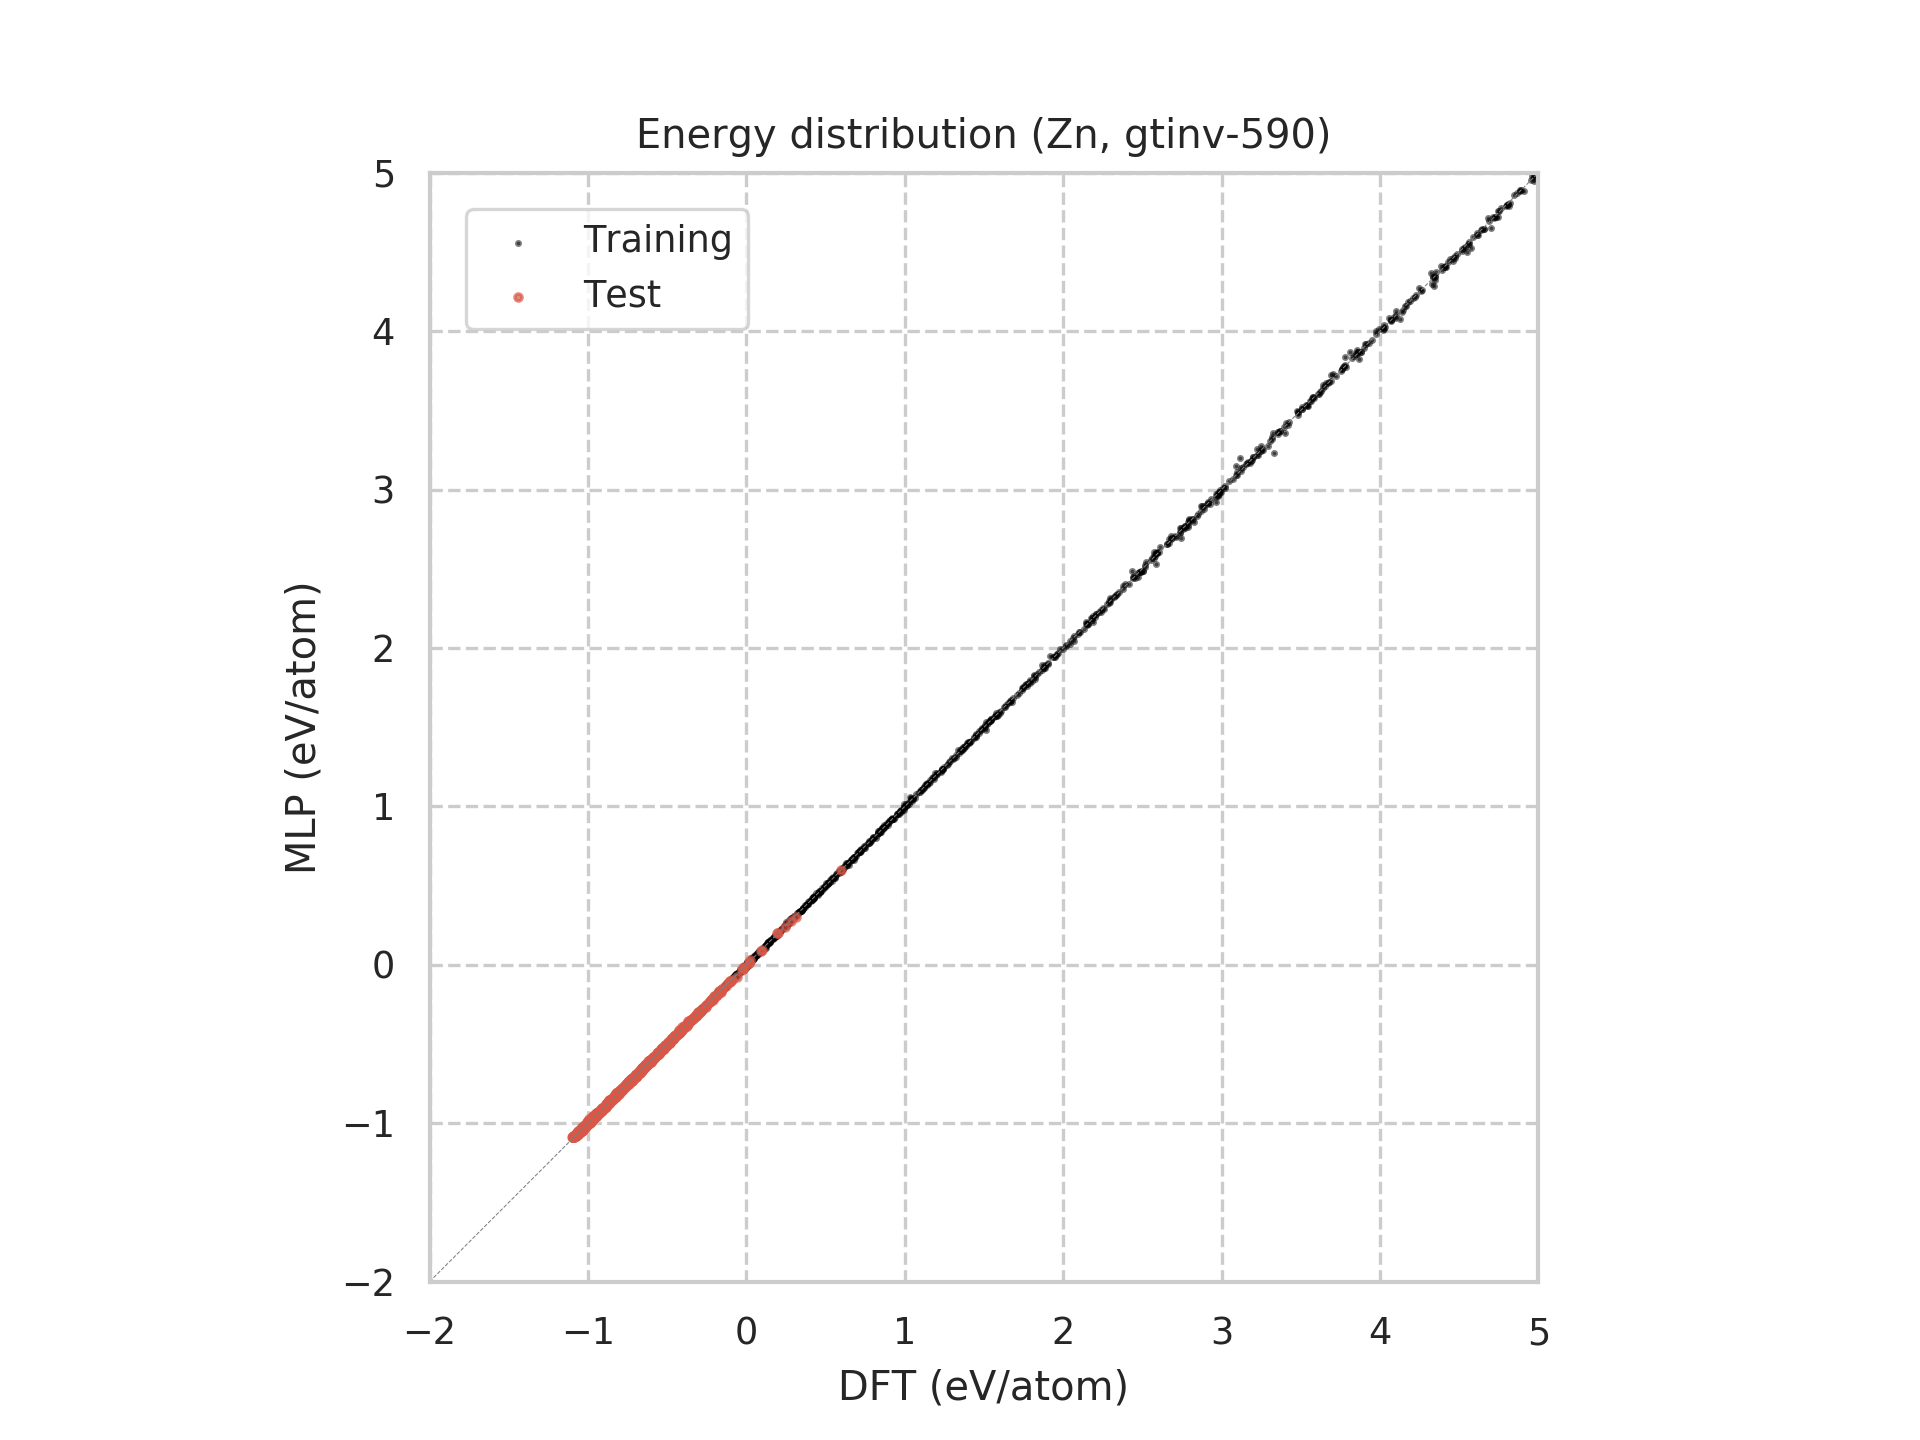 Energy distribution (Zn, gtinv-590)
Training
Test
5
4
3
2
1
0
−1
−2
MLP (eV/atom)
−2 −1 0 1 2 3 4 5
DFT (eV/atom)